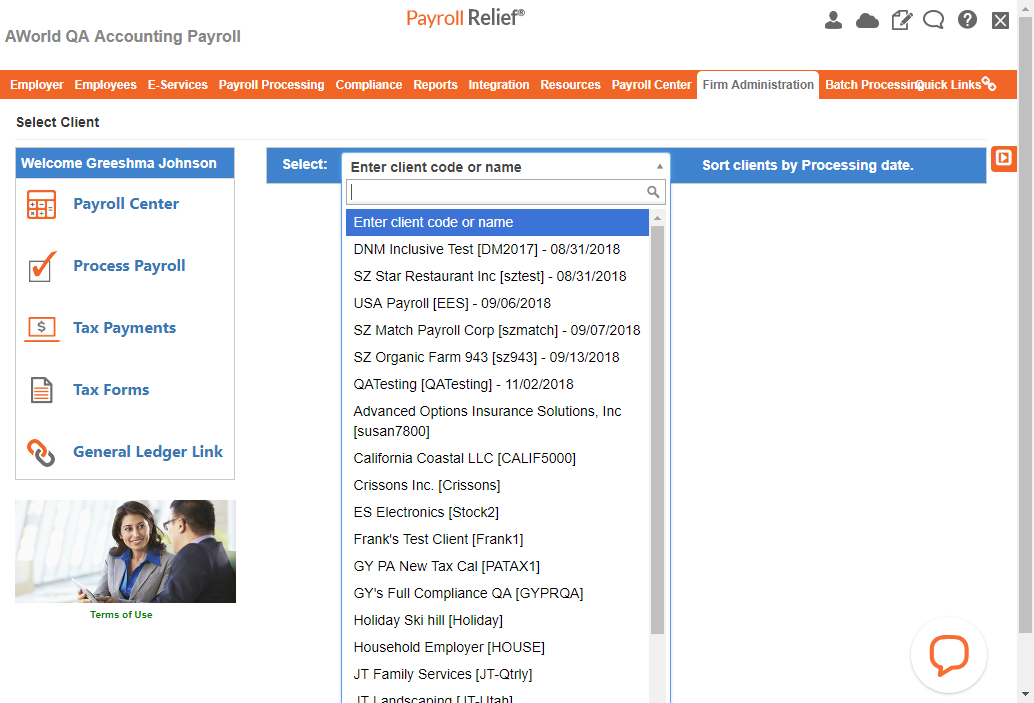 Payroll Relief®
AWorld QA Accounting Payroll
Employer Employees E-Services Payroll Processing Compliance Reports Integration Resources Payroll Center Firm Administration Batch Processing Quick Links
Select Client
Welcome Greeshma Johnson
Payroll Center
Process Payroll
$
Tax Payments
Tax Forms
General Ledger Link
Terms of Use
Select:
Enter client code or name
Sort clients by Processing date.
Enter client code or name
DNM Inclusive Test [DM2017] - 08/31/2018
SZ Star Restaurant Inc [sztest] - 08/31/2018
USA Payroll [EES] - 09/06/2018
SZ Match Payroll Corp [szmatch] - 09/07/2018
SZ Organic Farm 943 [sz943] - 09/13/2018
QATesting [QATesting] - 11/02/2018
Advanced Options Insurance Solutions, Inc
[susan7800]
California Coastal LLC [CALIF5000]
Crissons Inc. [Crissons]
ES Electronics [Stock2]
Frank's Test Client [Frank1]
GY PA New Tax Cal [PATAX1]
GY's Full Compliance QA [GYPRQA]
Holiday Ski hill [Holiday]
Household Employer [HOUSE]
JT Family Services [JT-Qtrly]
JT Landscaping [JT-Utah]